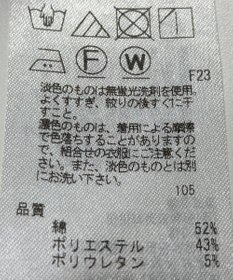 F W F23
淡色のものは無蛍光洗剤を使用。
よくすすぎ、絞りの後すぐに干
すこと。
濃色のものは、着用による摩擦
で色落ちすることがありますの
で、組合せの衣服にご注意くだ
さい。また、淡色のものとは別
にお洗い下さい。
105
品質
綿 52%
ポリエステル 43%
ポリウレタン 5%